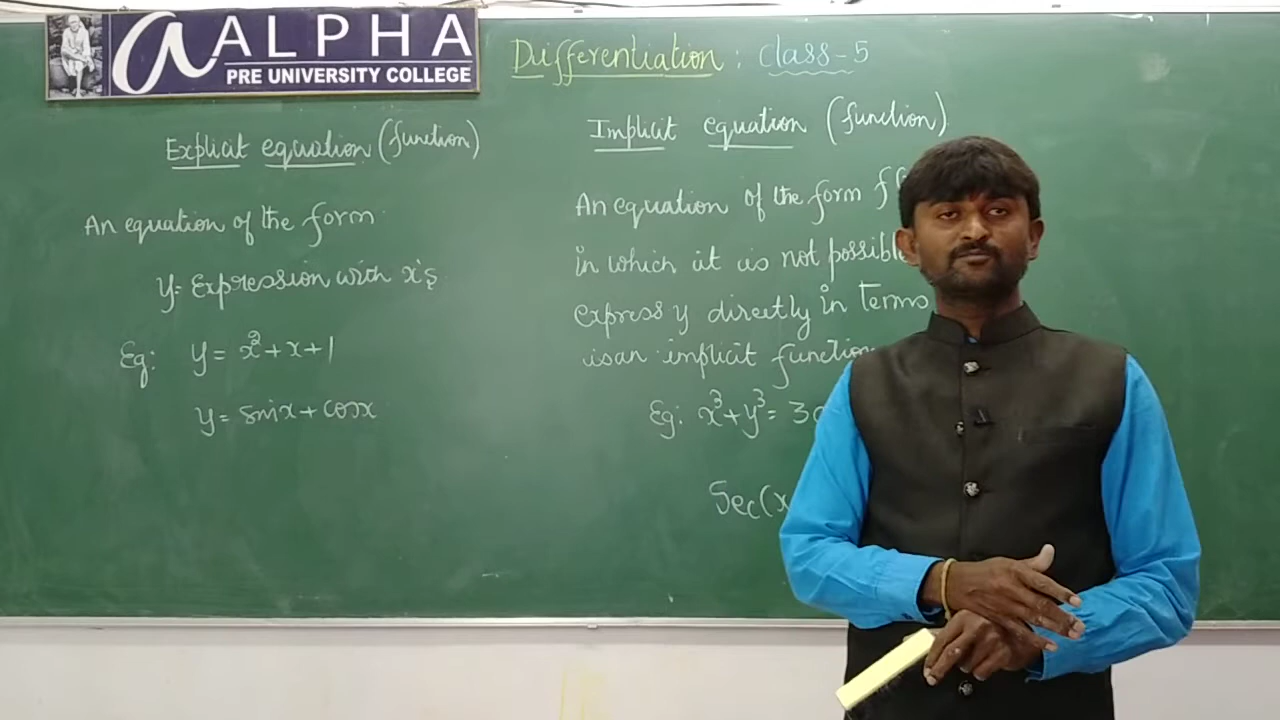 ALPHA
PRE UNIVERSITY COLLEGE
Differentiation : Class-5
Explicit equation (function)
An equation of the form
y = Expression with x's
Eg: y = x² + x + 1
y = sinx + cosx
Implicit equation (function)
An equation of the form f(
in which it is not possible
express y directly in terms
is an implicit function
Eg: x³ + y³ = 3a
Sec(x